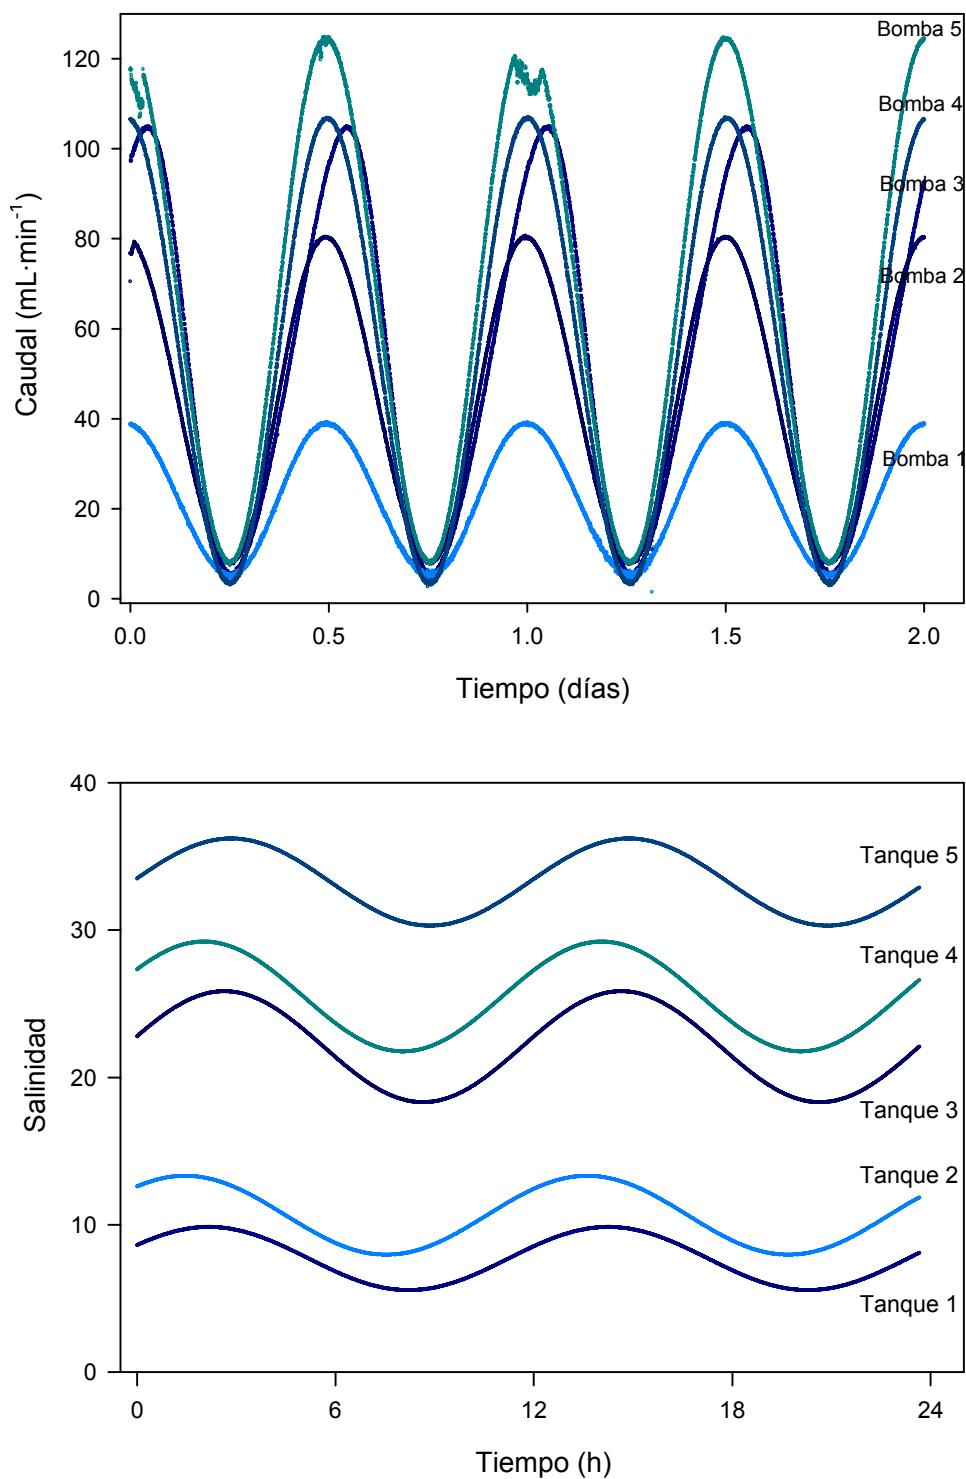 Caudal (mL·min⁻¹)
120
100
80
60
40
20
0
Bomba 5
Bomba 4
Bomba 3
Bomba 2
Bomba 1
0.0 0.5 1.0 1.5 2.0
Tiempo (días)
Salinidad
40
30
20
10
0
Tanque 5
Tanque 4
Tanque 3
Tanque 2
Tanque 1
0 6 12 18 24
Tiempo (h)